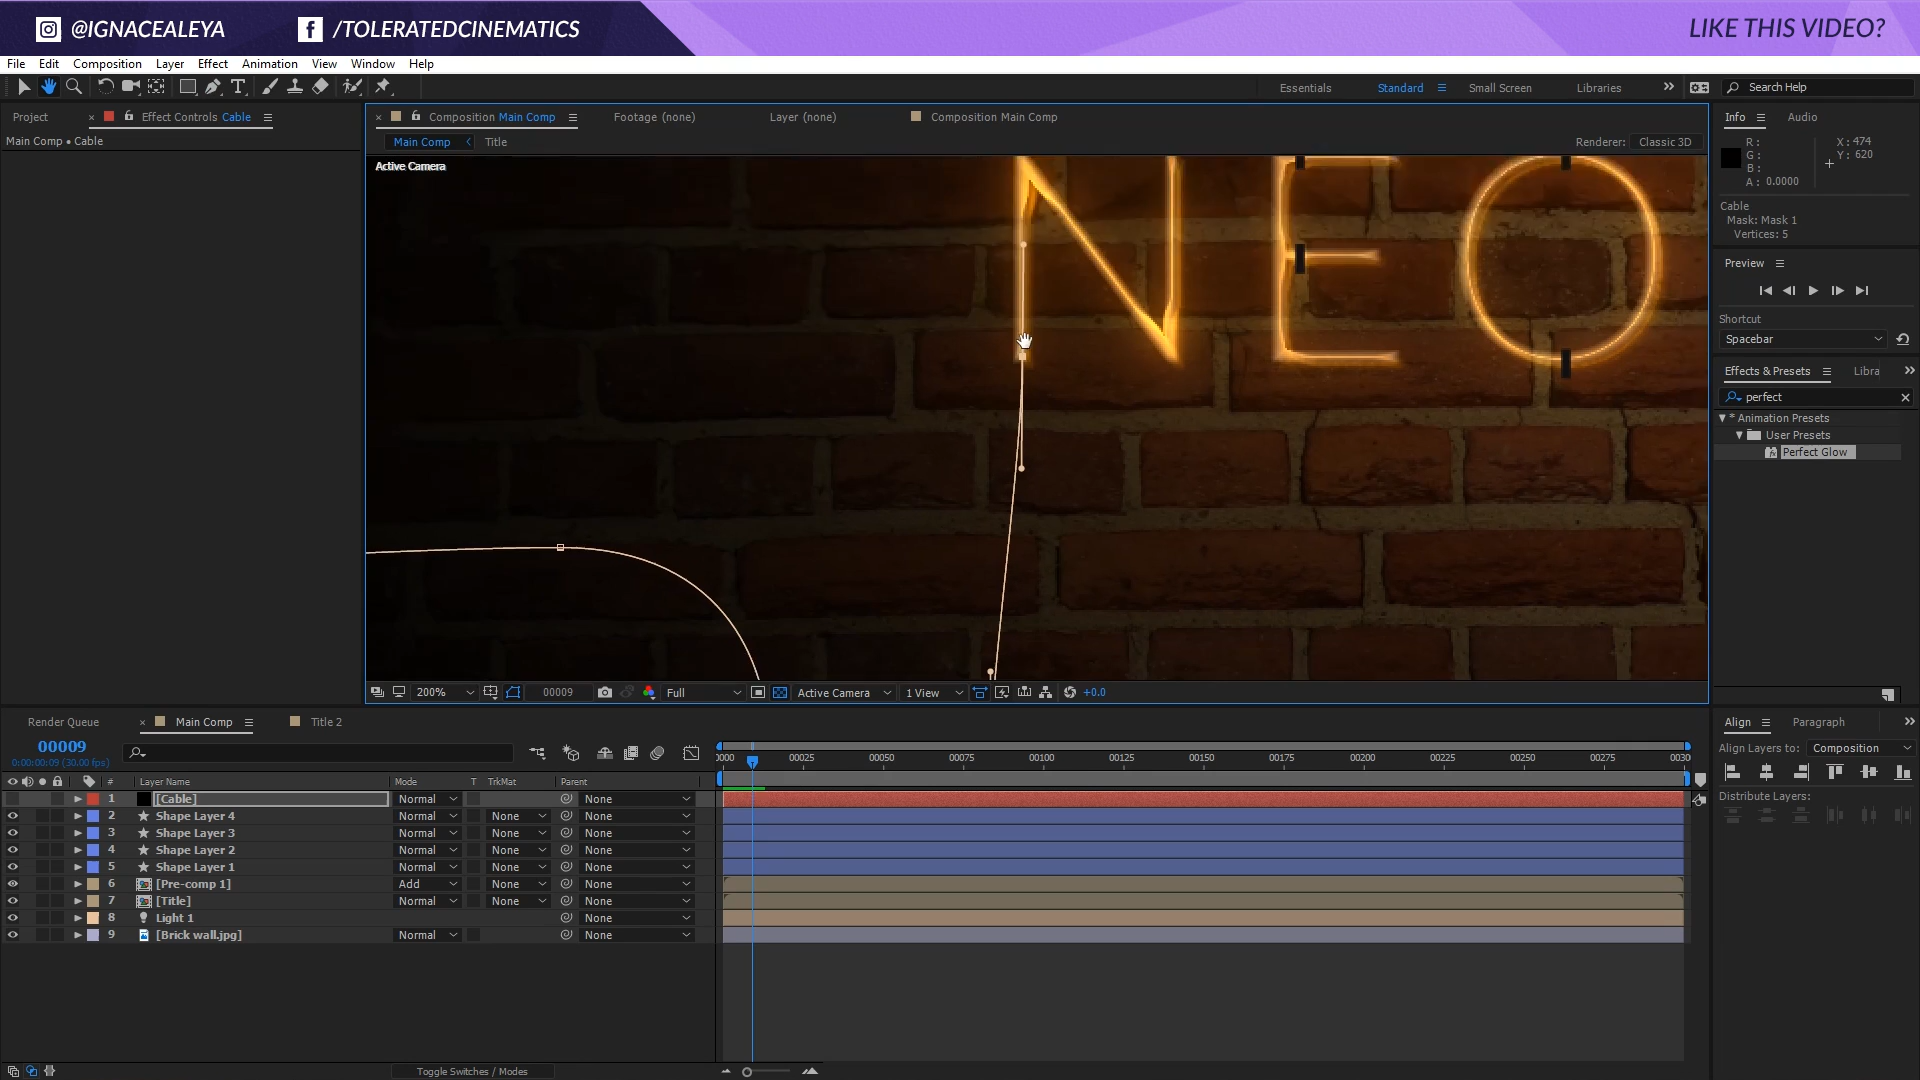 @IGNACEALEYA /TOLERATEDCINEMATICS LIKE THIS VIDEO?
File Edit Composition Layer Effect Animation View Window Help
Essentials Standard Small Screen Libraries Search Help
Project Effect Controls Cable Composition Main Comp Footage (none) Layer (none) Composition Main Comp Info Audio
Main Comp • Cable Main Comp Title Renderer: Classic 3D
Active Camera
R: X: 474
G: Y: 620
B:
A: 0.0000
Cable
Mask: Mask 1
Vertices: 5
NEO
Preview
Shortcut
Spacebar
Effects & Presets Libra
perfect
* Animation Presets
User Presets
Perfect Glow
200% 00009 Full Active Camera 1 View +0.0
Render Queue Main Comp Title 2 Align Paragraph
00009
0:00:00:09 (30.00 fps)
Align Layers to: Composition
0000 00025 00050 00075 00100 00125 00150 00175 00200 00225 00250 00275 0030
# Layer Name Mode T TrkMat Parent
1 [Cable] Normal None
2 Shape Layer 4 Normal None None
3 Shape Layer 3 Normal None None
4 Shape Layer 2 Normal None None
5 Shape Layer 1 Normal None None
6 [Pre-comp 1] Add None None
7 [Title] Normal None None
8 Light 1 None
9 [Brick wall.jpg] Normal None
Distribute Layers:
Toggle Switches / Modes